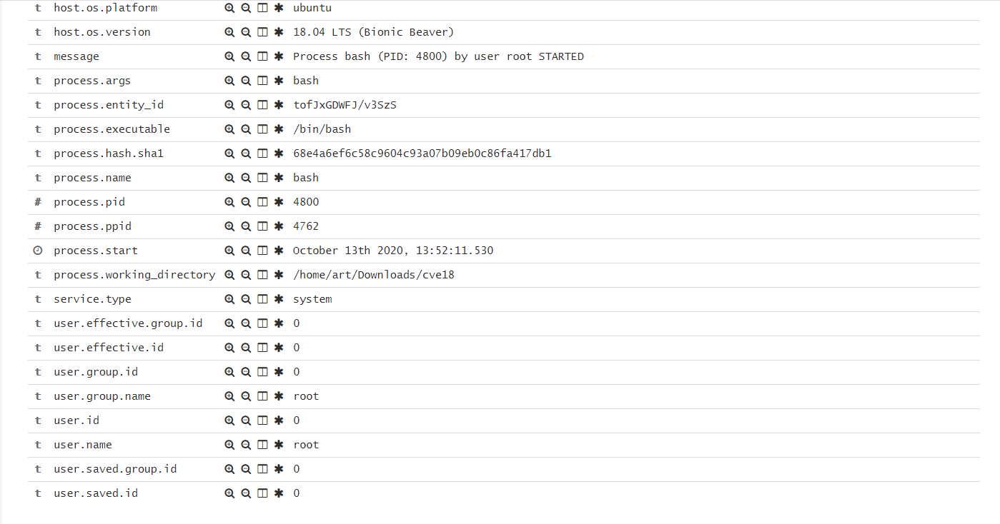 t host.os.platform ubuntu
t host.os.version 18.04 LTS (Bionic Beaver)
t message Process bash (PID: 4800) by user root STARTED
t process.args bash
t process.entity_id tofJxGDWFJ/v3SzS
t process.executable /bin/bash
t process.hash.sha1 68e4a6ef6c58c9604c93a07b09eb0c86fa417db1
t process.name bash
# process.pid 4800
# process.ppid 4762
process.start October 13th 2020, 13:52:11.530
t process.working_directory /home/art/Downloads/cve18
t service.type system
t user.effective.group.id 0
t user.effective.id 0
t user.group.id 0
t user.group.name root
t user.id 0
t user.name root
t user.saved.group.id 0
t user.saved.id 0